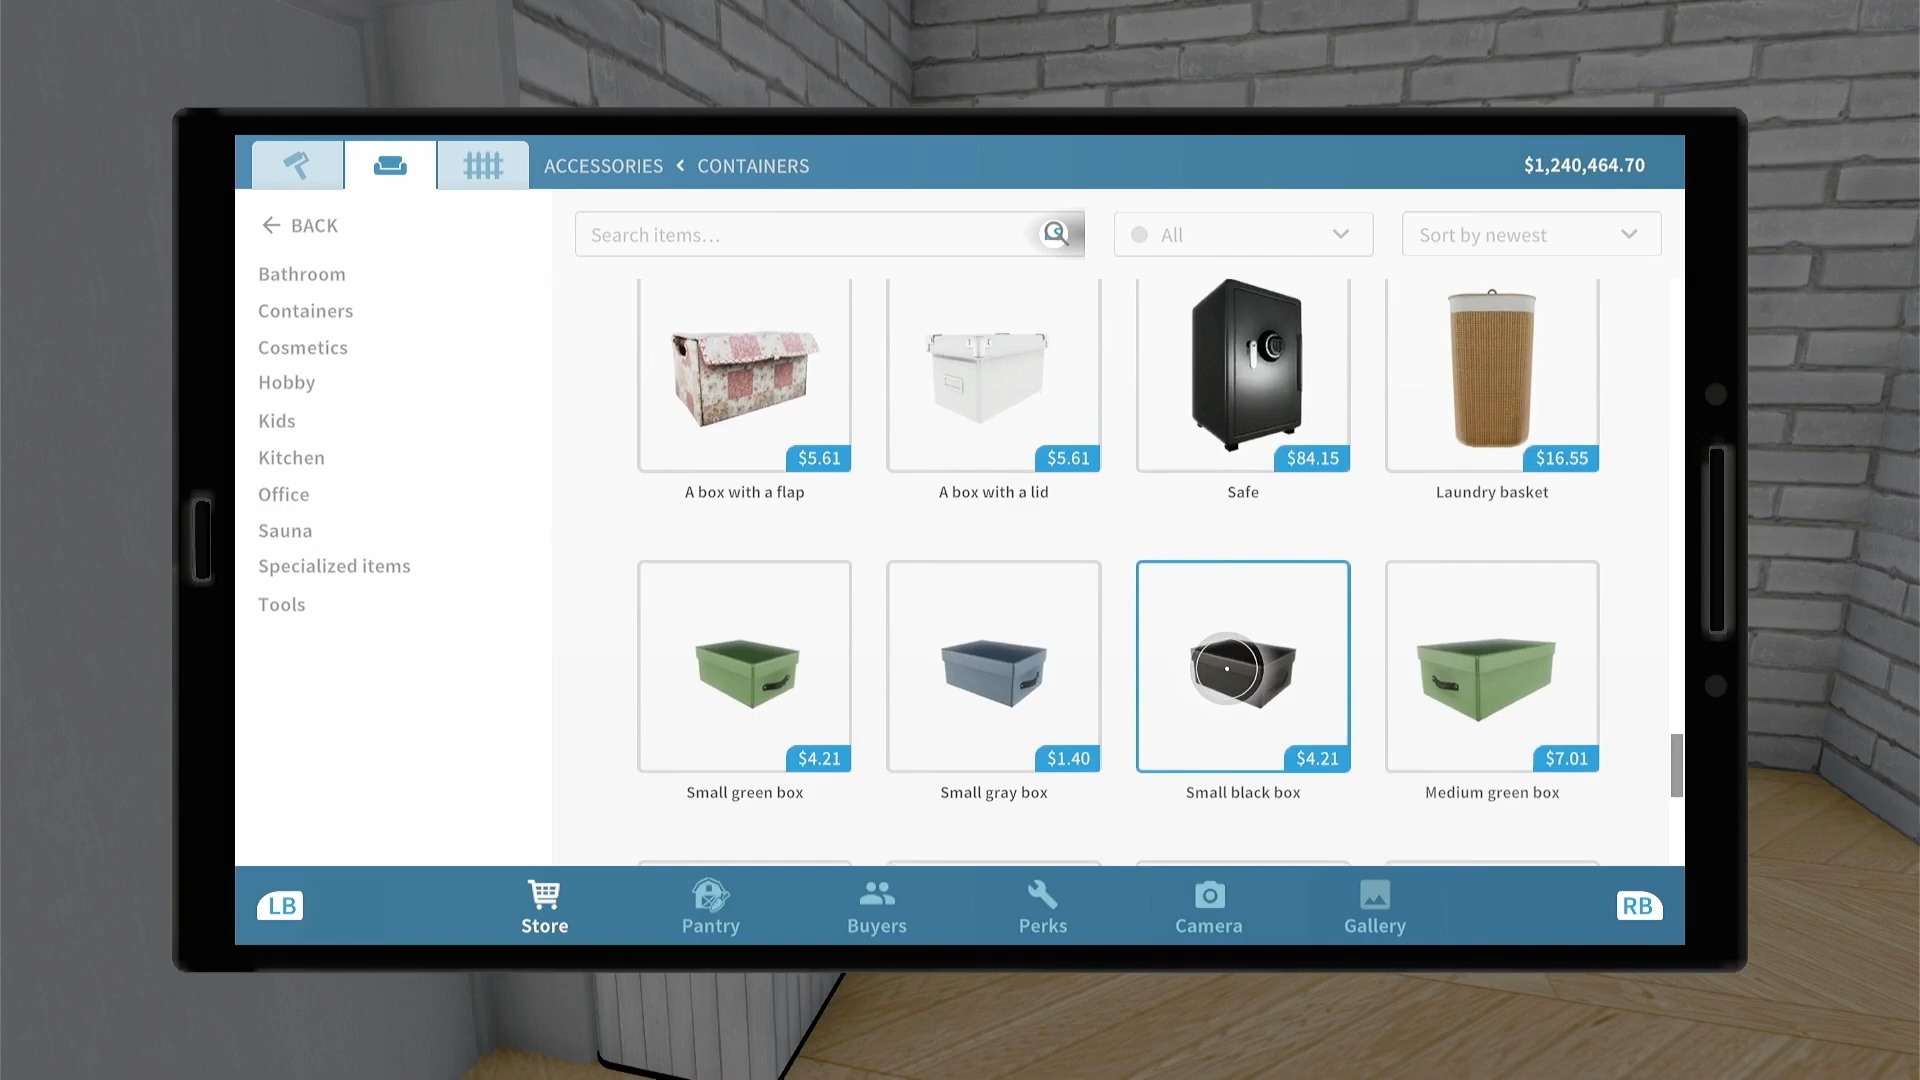 ACCESSORIES < CONTAINERS
$1,240,464.70
BACK
Bathroom
Containers
Cosmetics
Hobby
Kids
Kitchen
Office
Sauna
Specialized items
Tools
Search items...
All
Sort by newest
$5.61
$5.61
$84.15
$16.55
A box with a flap
A box with a lid
Safe
Laundry basket
$4.21
$1.40
$4.21
$7.01
Small green box
Small gray box
Small black box
Medium green box
LB
Store
Pantry
Buyers
Perks
Camera
Gallery
RB